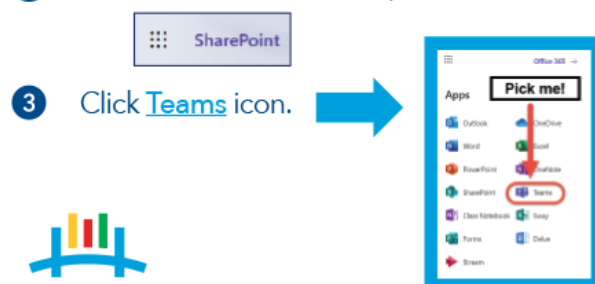 SharePoint
3 Click Teams icon.
Office 365 →
Apps
Pick me!
Outlook OneDrive
Word Excel
PowerPoint OneNote
SharePoint Teams
Class Notebook Sway
Forms Delve
Stream